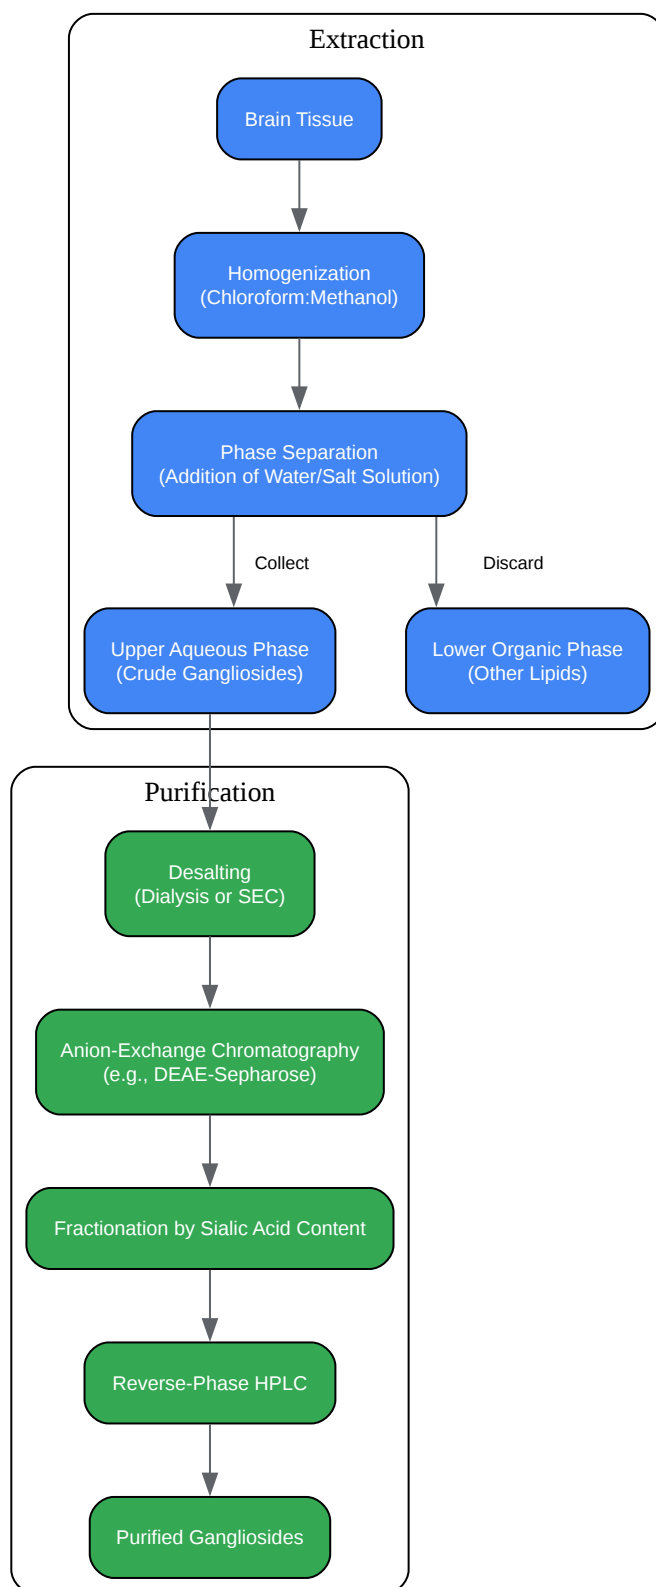 Extraction
Brain Tissue
Homogenization
(Chloroform:Methanol)
Phase Separation
(Addition of Water/Salt Solution)
Collect
Discard
Upper Aqueous Phase
(Crude Gangliosides)
Lower Organic Phase
(Other Lipids)
Purification
Desalting
(Dialysis or SEC)
Anion-Exchange Chromatography
(e.g., DEAE-Sepharose)
Fractionation by Sialic Acid Content
Reverse-Phase HPLC
Purified Gangliosides